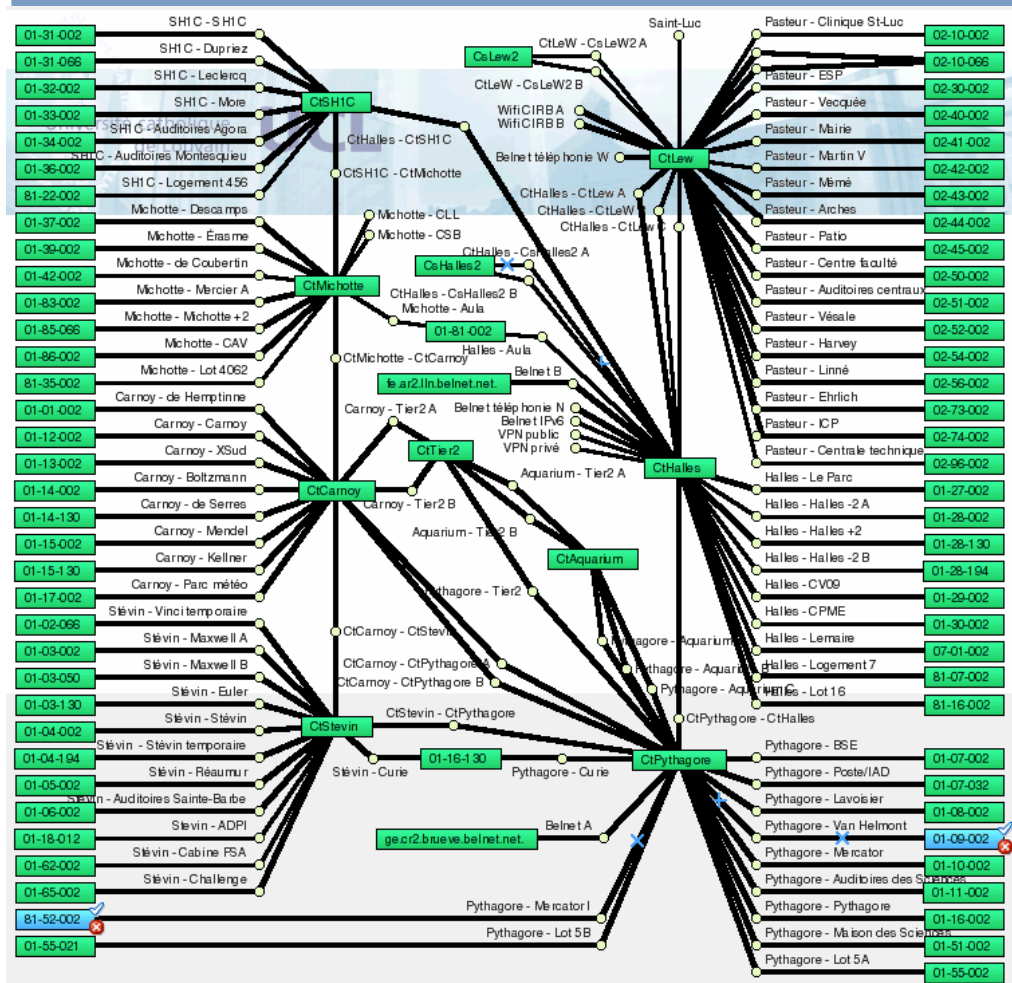 Saint-Luc
SH1C - SH1C
01-31-002
SH1C - Dupriez
01-31-066
SH1C - Leclercq
01-32-002
SH1C - More
01-33-002
SH1C - Auditoires Agora
01-34-002
SH1C - Auditoires Montesquieu
01-36-002
SH1C - Logement 456
81-22-002
Université catholique
de Louvain
UCL
CtSH1C
CtHalles - CtSH1C
CtSH1C - CtMichotte
Michotte - Descamps
01-37-002
Michotte - Érasme
01-39-002
Michotte - de Coubertin
01-42-002
Michotte - Mercier A
01-83-002
Michotte - Michotte +2
01-85-066
Michotte - CAV
01-86-002
Michotte - Lot 4062
81-35-002
Michotte - CLL
Michotte - CSB
CtMichotte
Michotte - Aula
01-81-002
Halles - Aula
CtMichotte - CtCarnoy
Carnoy - de Hemptinne
01-01-002
Carnoy - Carnoy
01-12-002
Carnoy - XSud
01-13-002
Carnoy - Boltzmann
01-14-002
Carnoy - de Serres
01-14-130
Carnoy - Mendel
01-15-002
Carnoy - Kellner
01-15-130
Carnoy - Parc météo
01-17-002
CtCarnoy
Carnoy - Tier2 A
CtTier2
Carnoy - Tier2 B
Aquarium - Tier2 A
Aquarium - Tier2 B
CtAquarium
Pythagore - Tier2
CtCarnoy - CtStevin
CtCarnoy - CtPythagore A
CtCarnoy - CtPythagore B
Pythagore - Aquarium
Pythagore - Aquarium B
Pythagore - Aquarium C
Stévin - Vinci temporaire
01-02-066
Stévin - Maxwell A
01-03-002
Stévin - Maxwell B
01-03-050
Stévin - Euler
01-03-130
Stévin - Stévin
01-04-002
Stévin - Stévin temporaire
01-04-194
Stévin - Réaumur
01-05-002
Stévin - Auditoires Sainte-Barbe
01-06-002
Stevin - ADPI
01-18-012
Stévin - Cabine FSA
01-62-002
Stévin - Challenge
01-65-002
CtStevin
CtStevin - CtPythagore
Stévin - Curie
01-16-130
Pythagore - Curie
81-52-002
Pythagore - Mercator I
01-55-021
Pythagore - Lot 5B
Belnet A
ge.cr2.brueve.belnet.net.
CsLew2
CtLeW - CsLeW2 A
CtLeW - CsLeW2 B
WifiCIRB A
WifiCIRB B
Belnet téléphonie W
CtLew
CtHalles - CtLew A
CtHalles - CtLeW
CtHalles - CtLew C
CtHalles - CsHalles2 A
CsHalles2
CtHalles - CsHalles2 B
Belnet B
fe.ar2.lln.belnet.net.
Belnet téléphonie N
Belnet IPv6
VPN public
VPN privé
CtHalles
CtPythagore - CtHalles
CtPythagore
Pasteur - Clinique St-Luc
02-10-002
02-10-066
Pasteur - ESP
02-30-002
Pasteur - Vecquée
02-40-002
Pasteur - Mairie
02-41-002
Pasteur - Martin V
02-42-002
Pasteur - Mémé
02-43-002
Pasteur - Arches
02-44-002
Pasteur - Patio
02-45-002
Pasteur - Centre faculté
02-50-002
Pasteur - Auditoires centraux
02-51-002
Pasteur - Vésale
02-52-002
Pasteur - Harvey
02-54-002
Pasteur - Linné
02-56-002
Pasteur - Ehrlich
02-73-002
Pasteur - ICP
02-74-002
Pasteur - Centrale technique
02-96-002
Halles - Le Parc
01-27-002
Halles - Halles -2 A
01-28-002
Halles - Halles +2
01-28-130
Halles - Halles -2 B
01-28-194
Halles - CV09
01-29-002
Halles - CPME
01-30-002
Halles - Lemaire
07-01-002
Halles - Logement 7
81-07-002
Halles - Lot 16
81-16-002
Pythagore - BSE
01-07-002
Pythagore - Poste/IAD
01-07-032
Pythagore - Lavoisier
01-08-002
Pythagore - Van Helmont
01-09-002
Pythagore - Mercator
01-10-002
Pythagore - Auditoires des Sciences
01-11-002
Pythagore - Pythagore
01-16-002
Pythagore - Maison des Sciences
01-51-002
Pythagore - Lot 5A
01-55-002